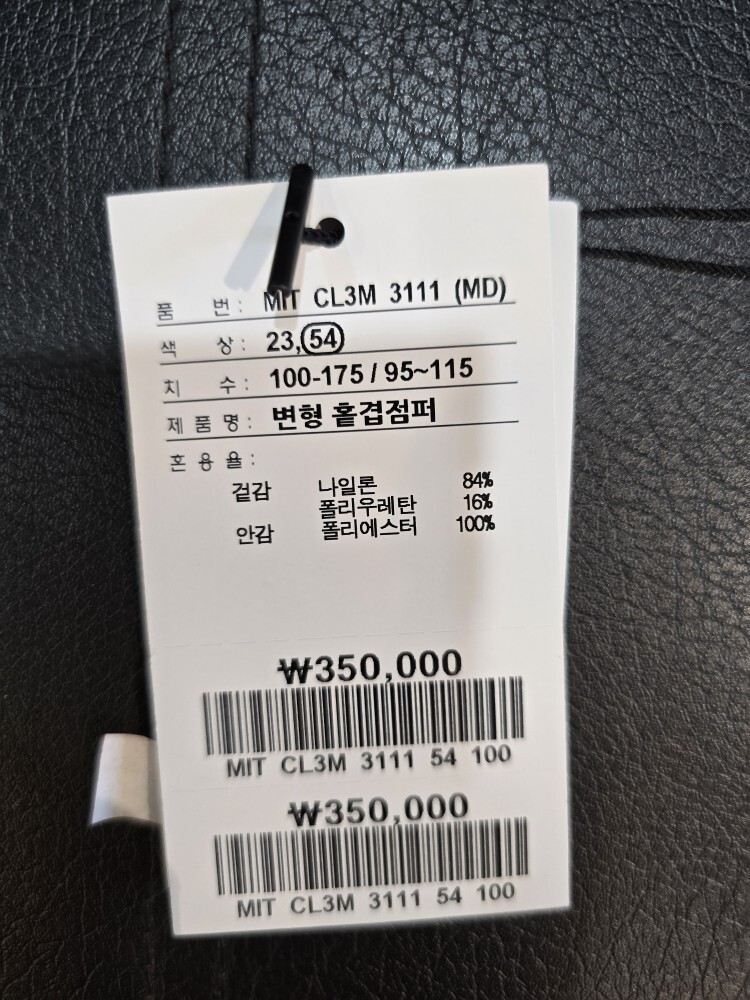 품 번 : MIT CL3M 3111 (MD)
색 상 : 23,54
치 수 : 100-175 / 95~115
제 품 명 : 변형 홑겹점퍼
혼 용 율 :
겉감 나일론 84%
폴리우레탄 16%
안감 폴리에스터 100%
₩350,000
MIT CL3M 3111 54 100
₩350,000
MIT CL3M 3111 54 100